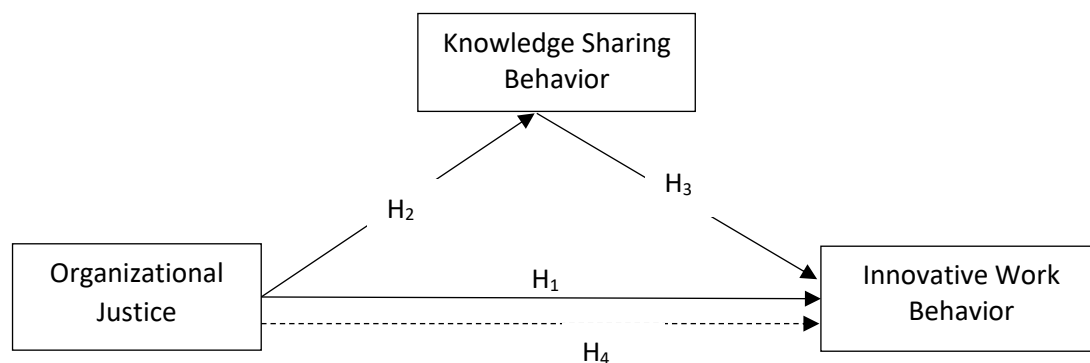 Knowledge Sharing
Behavior
H₂
H₃
Organizational
Justice
H₁
Innovative Work
Behavior
H₄